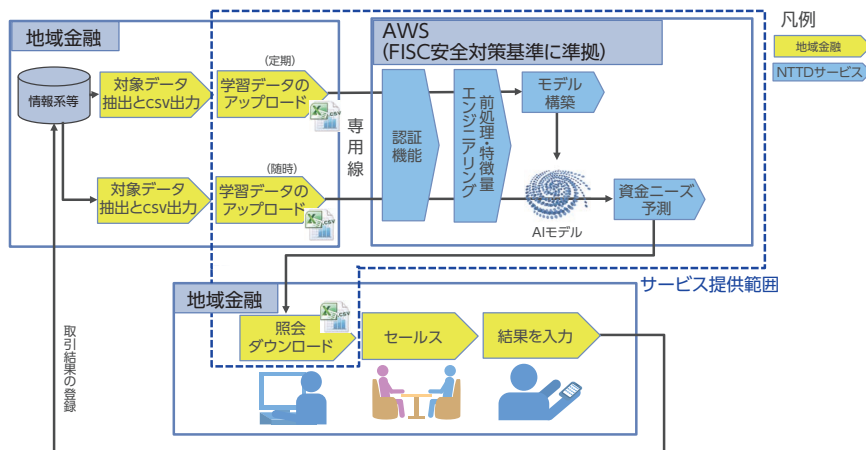 地域金融
情報系等
対象データ
抽出とcsv出力
(定期)
学習データの
アップロード
CSV
対象データ
抽出とcsv出力
(随時)
学習データの
アップロード
CSV
専用線
AWS
(FISC安全対策基準に準拠)
認証
機能
前処理・特徴量
エンジニアリング
モデル
構築
AIモデル
資金ニーズ
予測
凡例
地域金融
NTTDサービス
サービス提供範囲
地域金融
照会
ダウンロード
CSV
セールス
結果を入力
取引結果の登録